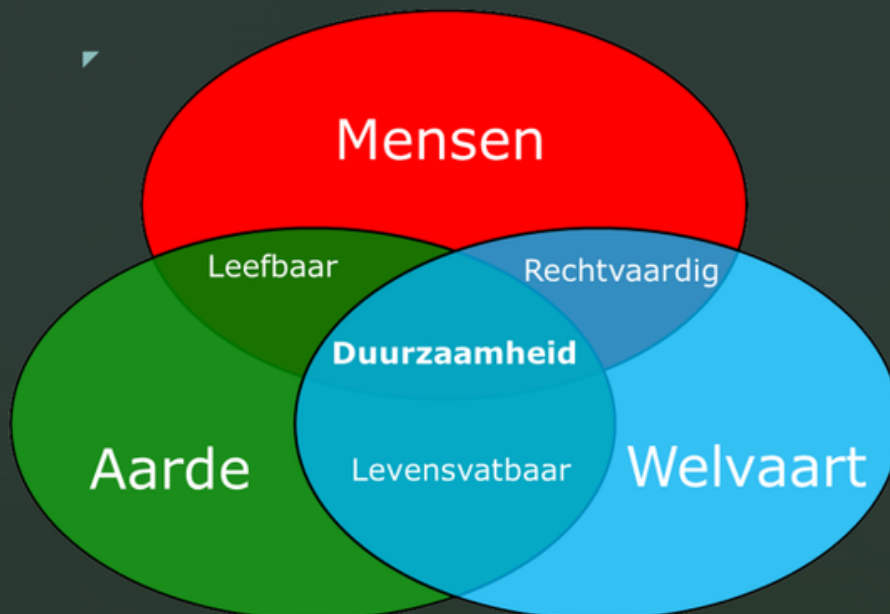 Mensen
Leefbaar
Rechtvaardig
Duurzaamheid
Aarde
Levensvatbaar
Welvaart